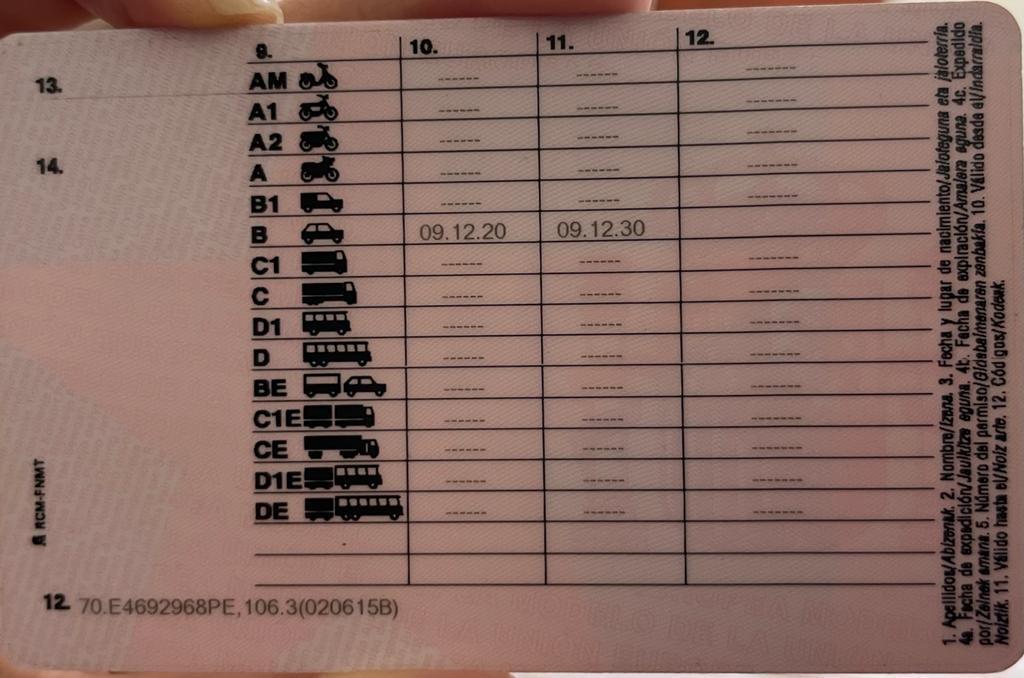 9. 10. 11. 12.
13.
AM ------ ------ -------
A1 ------ ------ -------
A2 ------ ------ -------
14.
A ------ ------ -------
B1 ------ ------ -------
B 09.12.20 09.12.30
C1 ------ ------ -------
C ------ ------ -------
D1 ------ ------ -------
D ------ ------ -------
BE ------ ------ -------
C1E ------ ------ -------
CE ------ ------ -------
D1E ------ ------ -------
DE ------ ------ -------
RCM-FNMT
12. 70.E4692968PE,106.3(020615B)
1. Apellidos/Abizenak. 2. Nombre/Izena. 3. Fecha y lugar de nacimiento/Jaioteguna eta jaioterria.
4a. Fecha de expedición/Jaulkitze eguna. 4b. Fecha de expiración/Amaiera eguna. 4c. Expedido
por/Zeinek emana. 5. Número del permiso/Gidabaimenaren zenbakia. 10. Válido desde el/Indarraldia.
Noiztik. 11. Válido hasta el/Noiz arte. 12. Códigos/Kodeak.